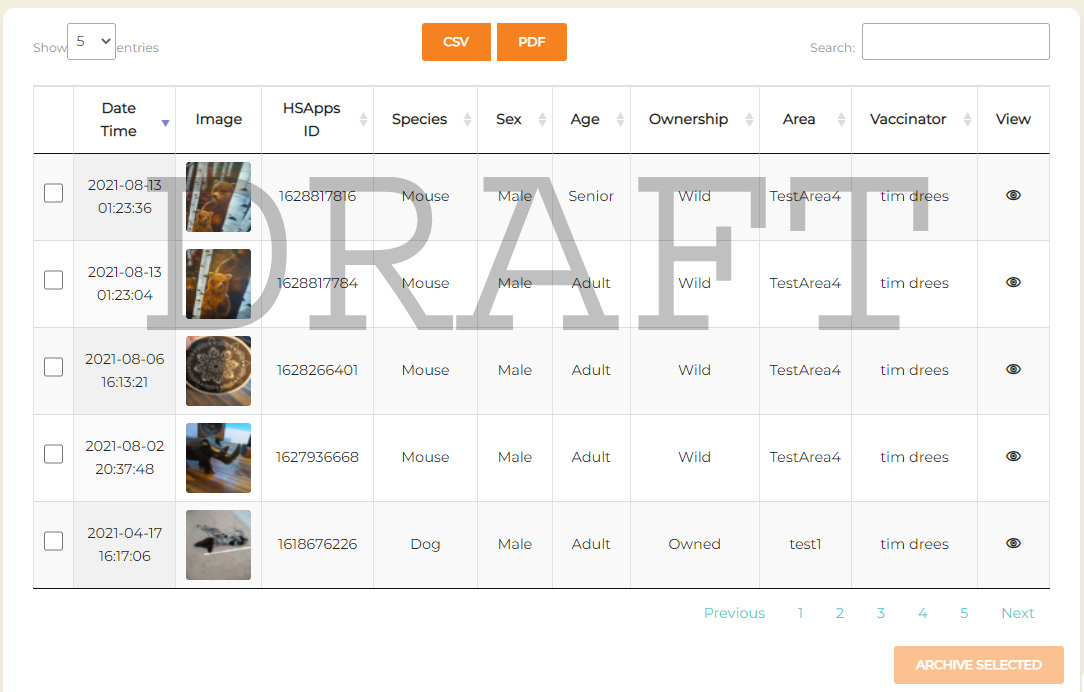 Show 5 entries CSV PDF Search:
Date Time Image HSApps ID Species Sex Age Ownership Area Vaccinator View
2021-08-13 01:23:36 1628817816 Mouse Male Senior Wild TestArea4 tim drees
2021-08-13 01:23:04 1628817784 Mouse Male Adult Wild TestArea4 tim drees
DRAFT
2021-08-06 16:13:21 1628266401 Mouse Male Adult Wild TestArea4 tim drees
2021-08-02 20:37:48 1627936668 Mouse Male Adult Wild TestArea4 tim drees
2021-04-17 16:17:06 1618676226 Dog Male Adult Owned test1 tim drees
Previous 1 2 3 4 5 Next
ARCHIVE SELECTED